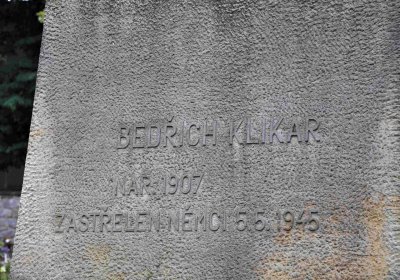 BEDŘICH KLIKAR
NAR. 1907
ZASTŘELEN NĚMCI 5.5.1945